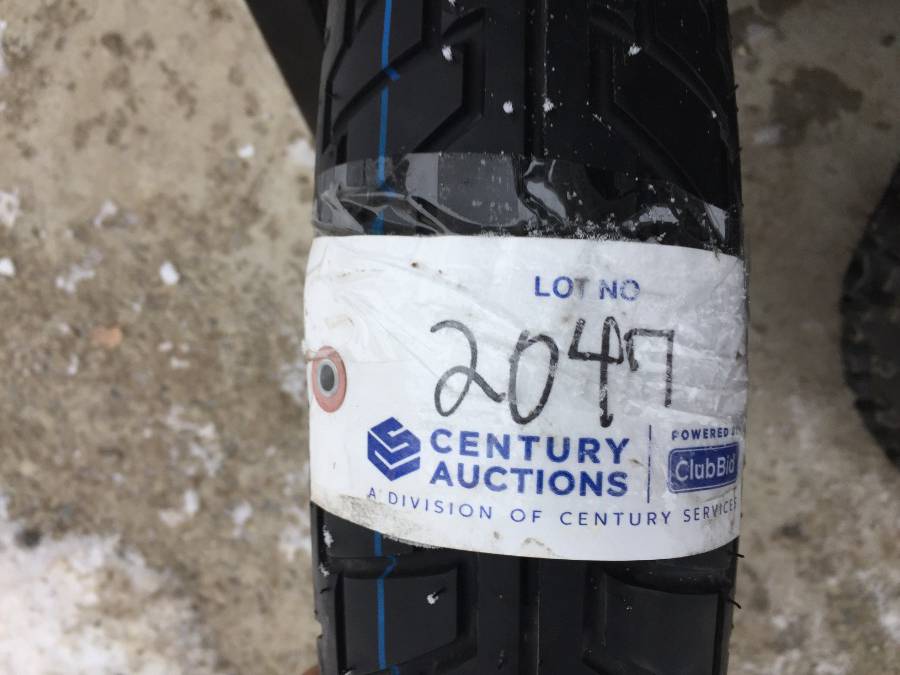 LOT NO
2047
CENTURY
AUCTIONS
POWERED BY
ClubBid
A DIVISION OF CENTURY SERVICES